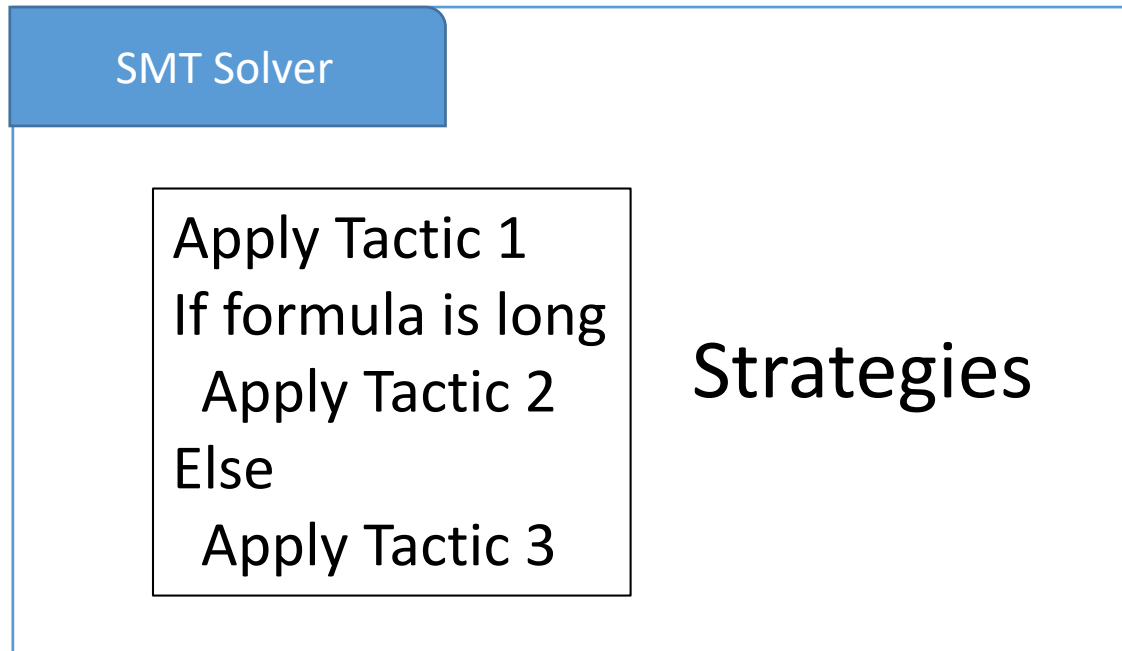 SMT Solver
Apply Tactic 1
If formula is long
Apply Tactic 2
Else
Apply Tactic 3
Strategies